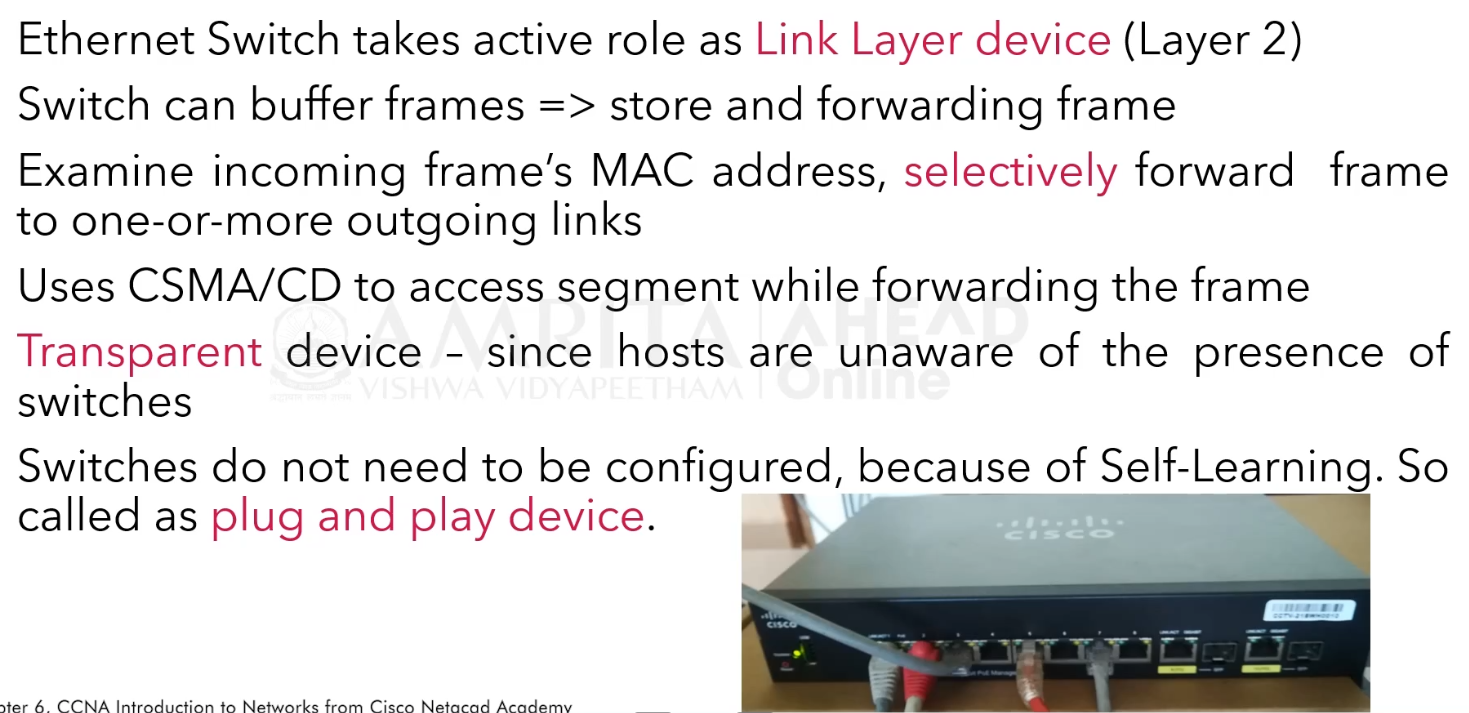 Ethernet Switch takes active role as Link Layer device (Layer 2)
Switch can buffer frames => store and forwarding frame
Examine incoming frame's MAC address, selectively forward frame
to one-or-more outgoing links
Uses CSMA/CD to access segment while forwarding the frame
Transparent device – since hosts are unaware of the presence of
switches
Switches do not need to be configured, because of Self-Learning. So
called as plug and play device.
AMRITA AHEAD
VISHWA VIDYAPEETHAM Online
CISCO
CISCO
6, CCNA Introduction to Networks from Cisco Netacad Academy